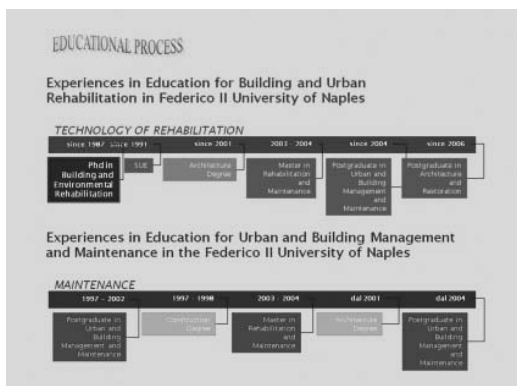 EDUCATIONAL PROCESS
Experiences in Education for Building and Urban
Rehabilitation in Federico II University of Naples
TECHNOLOGY OF REHABILITATION
since 1987 since 1991 since 2001 2003 - 2004 since 2004 since 2006
Phd in
Building and
Environmental
Rehabilitation
SUE
Architecture
Degree
Master in
Rehabilitation
and
Maintenance
Postgraduate in
Urban and
Building
Management
and
Maintenance
Postgraduate in
Architecture
and
Restoration
Experiences in Education for Urban and Building Management
and Maintenance in the Federico II University of Naples
MAINTENANCE
1997 - 2002 1997 - 1998 2003 - 2004 dal 2001 dal 2004
Postgraduate in
Urban and
Building
Management and
Maintenance
Construction
Degree
Master in
Rehabilitation
and
Maintenance
Architecture
Degree
Postgraduate in
Urban and
Building
Management
and
Maintenance